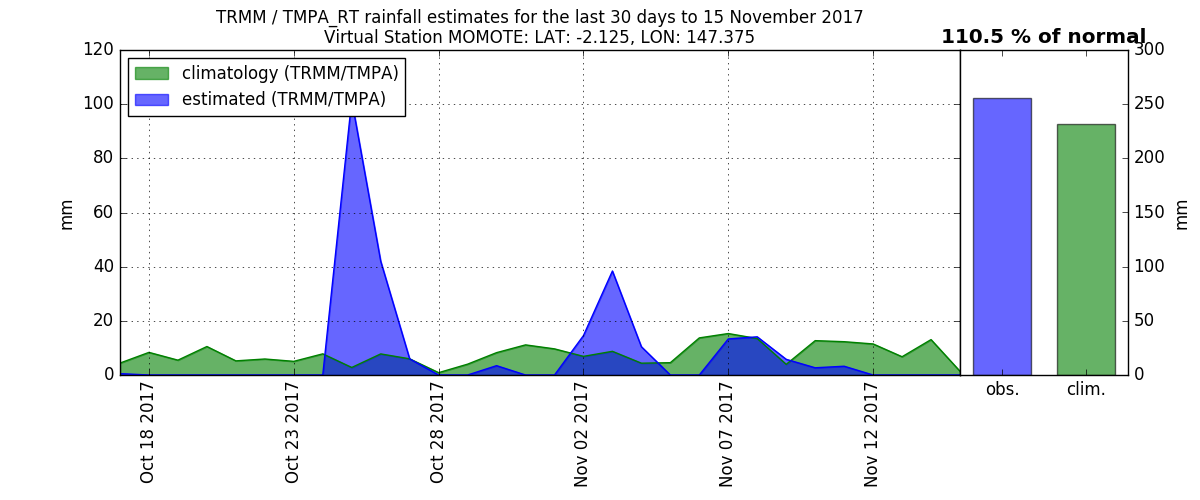 TRMM / TMPA_RT rainfall estimates for the last 30 days to 15 November 2017
Virtual Station MOMOTE: LAT: -2.125, LON: 147.375
110.5 % of normal
climatology (TRMM/TMPA)
estimated (TRMM/TMPA)
120
100
80
60
40
20
0
mm
Oct 18 2017
Oct 23 2017
Oct 28 2017
Nov 02 2017
Nov 07 2017
Nov 12 2017
obs.
clim.
300
250
200
150
100
50
0
mm